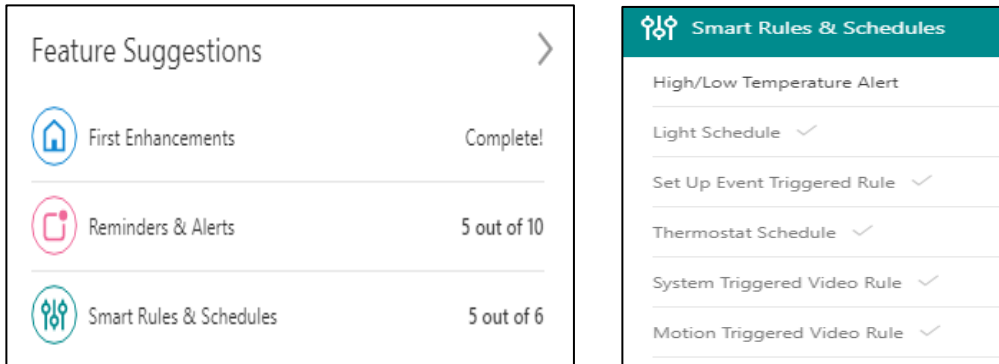 Feature Suggestions
First Enhancements Complete!
Reminders & Alerts 5 out of 10
Smart Rules & Schedules 5 out of 6
Smart Rules & Schedules
High/Low Temperature Alert
Light Schedule
Set Up Event Triggered Rule
Thermostat Schedule
System Triggered Video Rule
Motion Triggered Video Rule